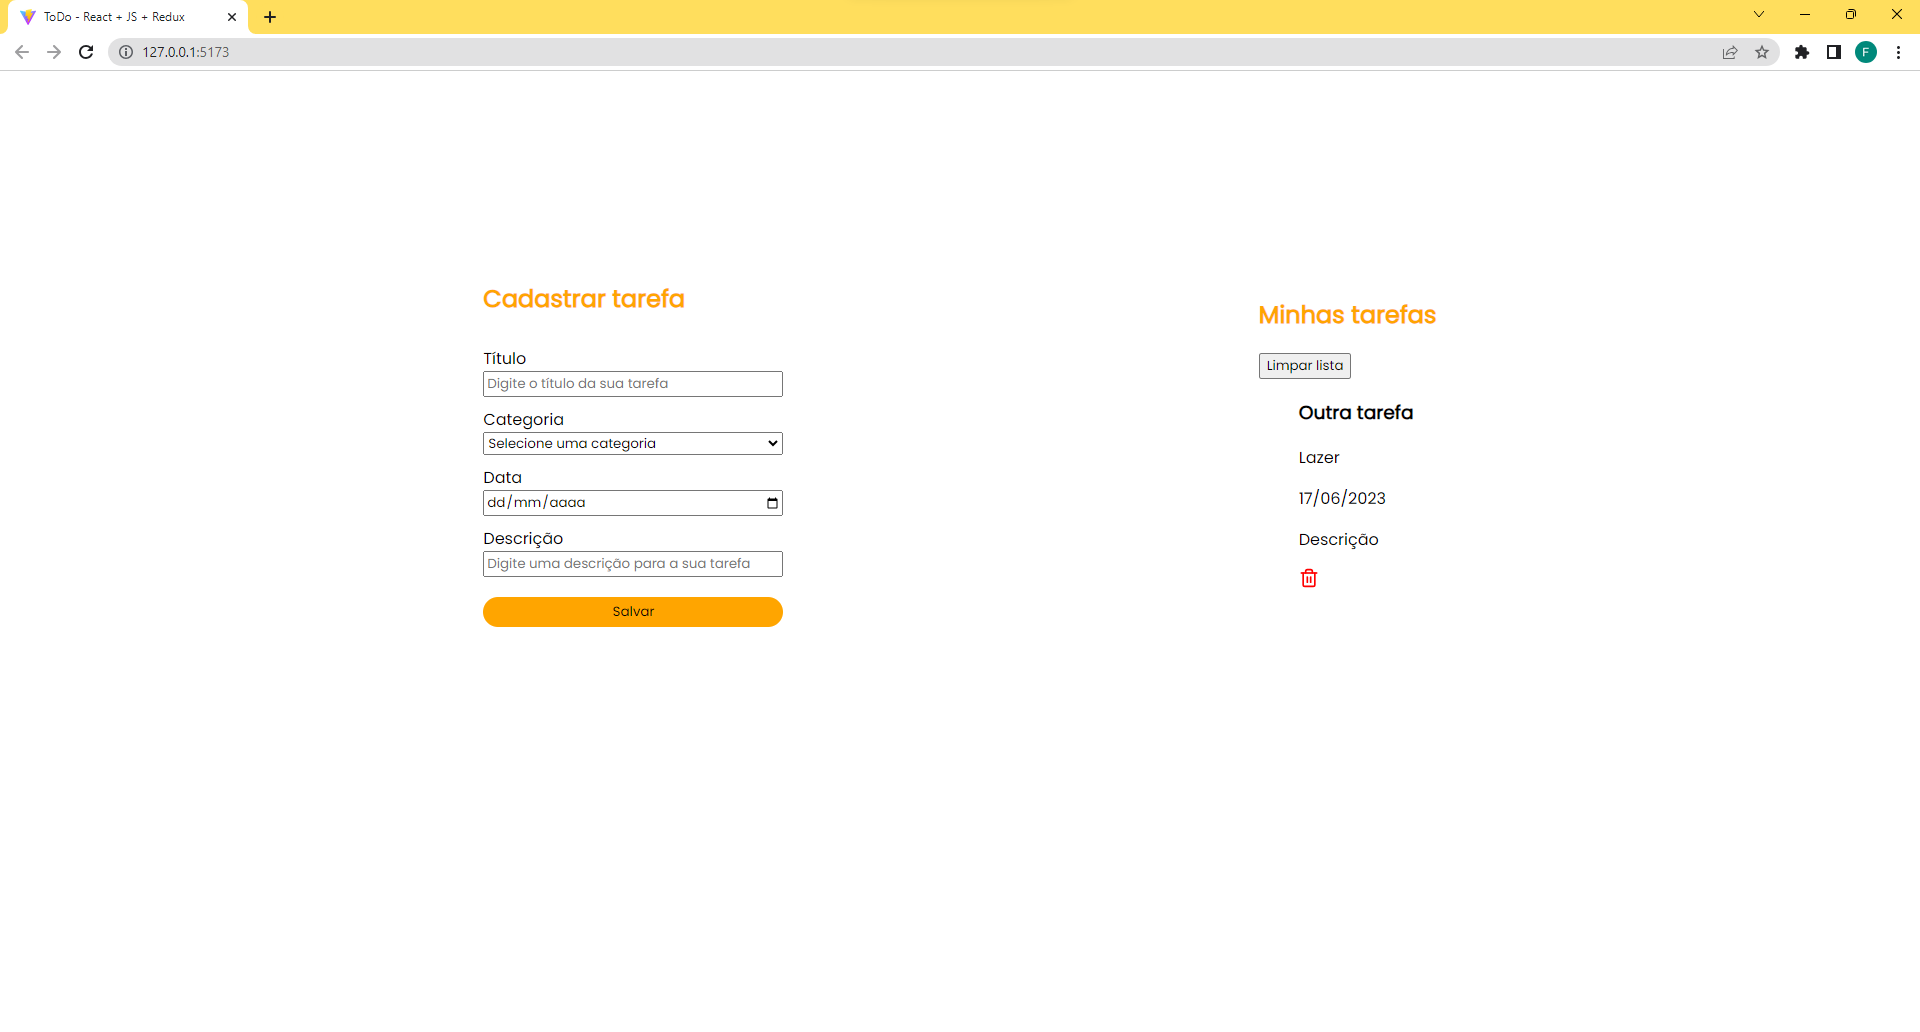 ToDo - React + JS + Redux
127.0.0.1:5173
F
Cadastrar tarefa
Título
Digite o título da sua tarefa
Categoria
Selecione uma categoria
Data
dd/mm/aaaa
Descrição
Digite uma descrição para a sua tarefa
Salvar
Minhas tarefas
Limpar lista
Outra tarefa
Lazer
17/06/2023
Descrição